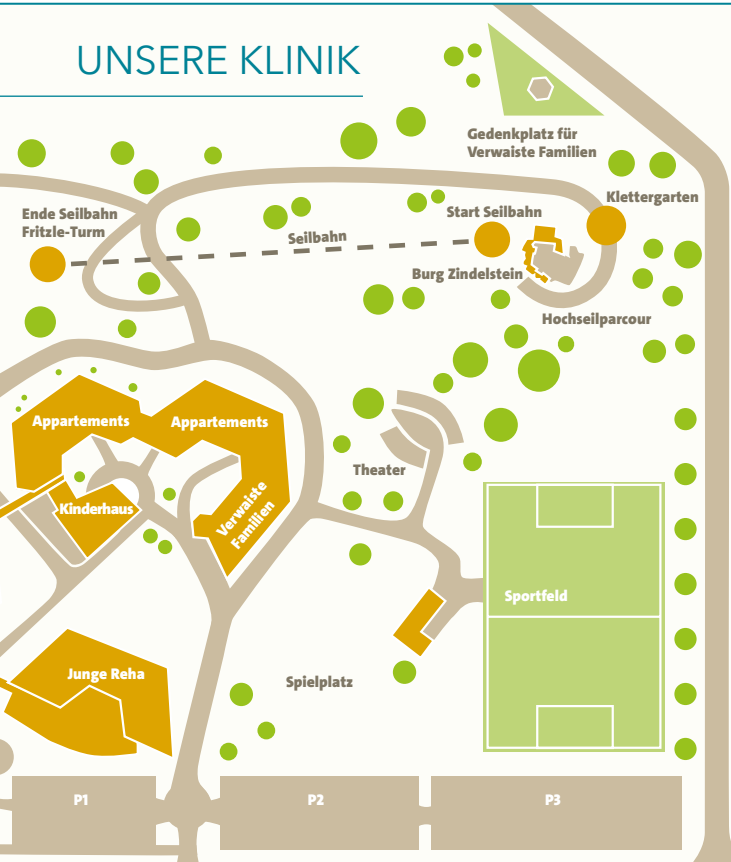 UNSERE KLINIK
Gedenkplatz für
Verwaiste Familien
Klettergarten
Ende Seilbahn
Fritzle-Turm
Start Seilbahn
Seilbahn
Burg Zindelstein
Hochseilparcour
Appartements
Appartements
Theater
Kinderhaus
Verwaiste
Familien
Sportfeld
Junge Reha
Spielplatz
P1
P2
P3